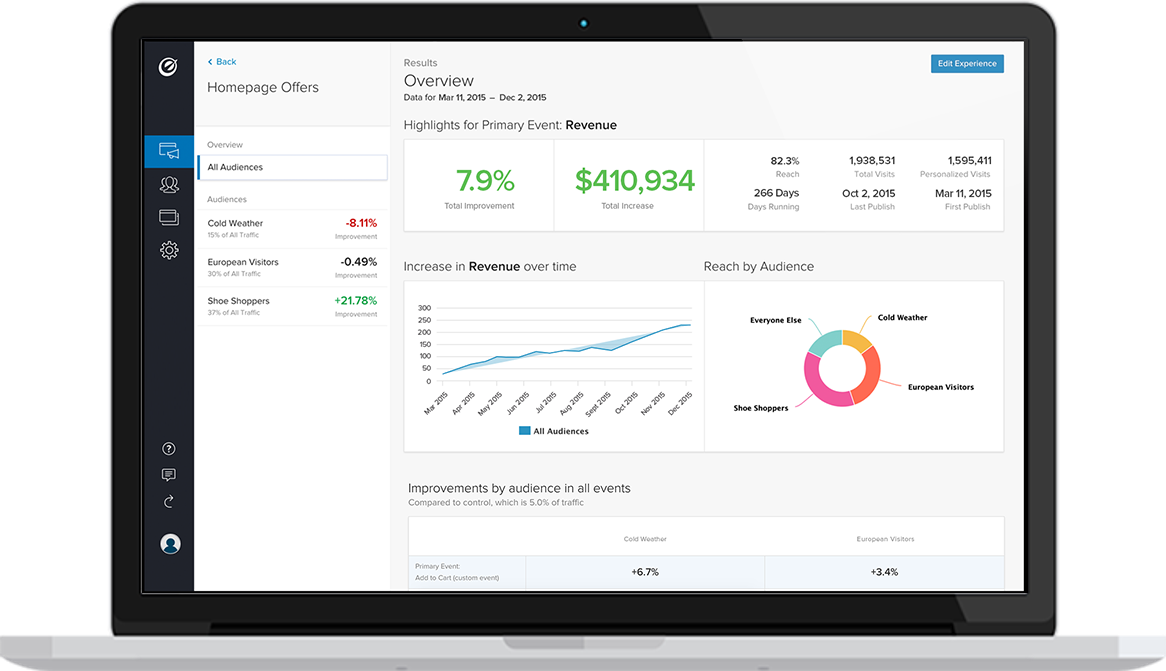 Back
Homepage Offers
Overview
All Audiences
Audiences
Cold Weather -8.11%
15% of All Traffic Improvement
European Visitors -0.49%
30% of All Traffic Improvement
Shoe Shoppers +21.78%
37% of All Traffic Improvement
Results
Overview
Data for Mar 11, 2015 – Dec 2, 2015
Edit Experience
Highlights for Primary Event: Revenue
7.9%
Total Improvement
$410,934
Total Increase
82.3% 1,938,531 1,595,411
Reach Total Visits Personalized Visits
266 Days Oct 2, 2015 Mar 11, 2015
Days Running Last Publish First Publish
Increase in Revenue over time
300
250
200
150
100
50
0
Mar 2015 Apr 2015 May 2015 Jun 2015 Jul 2015 Aug 2015 Sept 2015 Oct 2015 Nov 2015 Dec 2015
All Audiences
Reach by Audience
Everyone Else
Cold Weather
European Visitors
Shoe Shoppers
Improvements by audience in all events
Compared to control, which is 5.0% of traffic
Cold Weather European Visitors
Primary Event:
Add to Cart (custom event)
+6.7% +3.4%